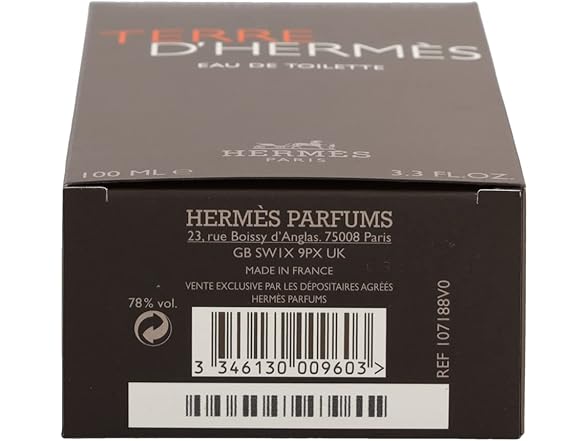 TERRE
D'HERMÈS
EAU DE TOILETTE
HERMÈS
PARIS
100 ML e
3.3 FL.OZ.
HERMÈS PARFUMS
23, rue Boissy d'Anglas. 75008 Paris
GB SW1X 9PX UK
MADE IN FRANCE
VENTE EXCLUSIVE PAR LES DÉPOSITAIRES AGRÉÉS
HERMÈS PARFUMS
78% vol.
3 346130 009603 >
REF 107188V0